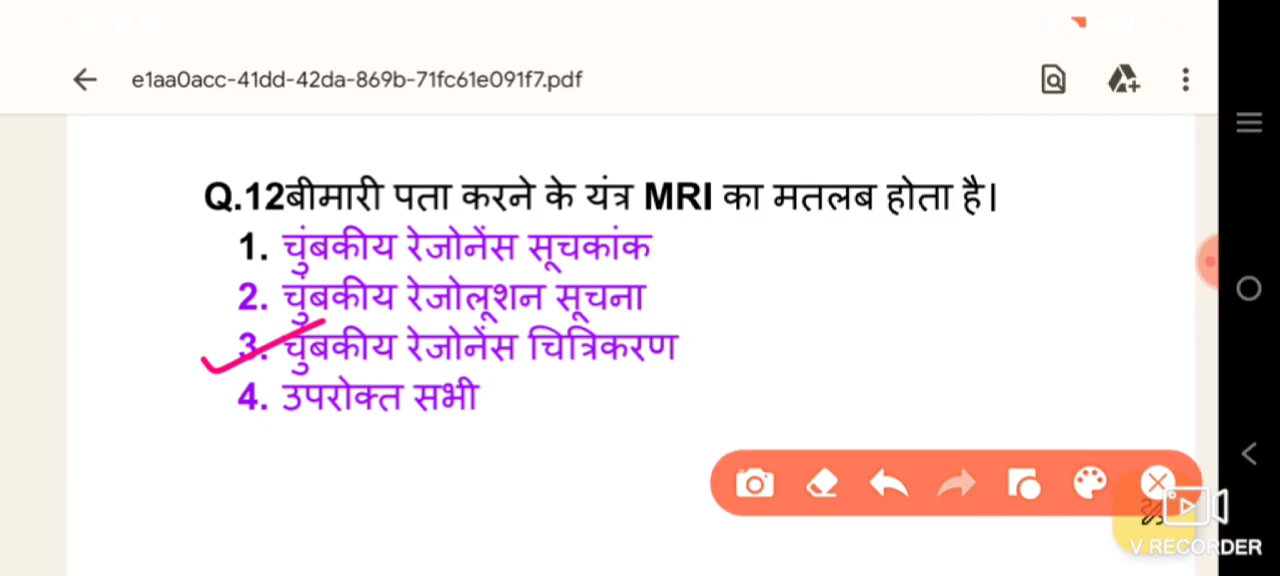 e1aa0acc-41dd-42da-869b-71fc61e091f7.pdf
Q.12बीमारी पता करने के यंत्र MRI का मतलब होता है।
1. चुंबकीय रेजोनेंस सूचकांक
2. चुंबकीय रेजोलूशन सूचना
3. चुंबकीय रेजोनेंस चित्रिकरण
4. उपरोक्त सभी
V RECORDER